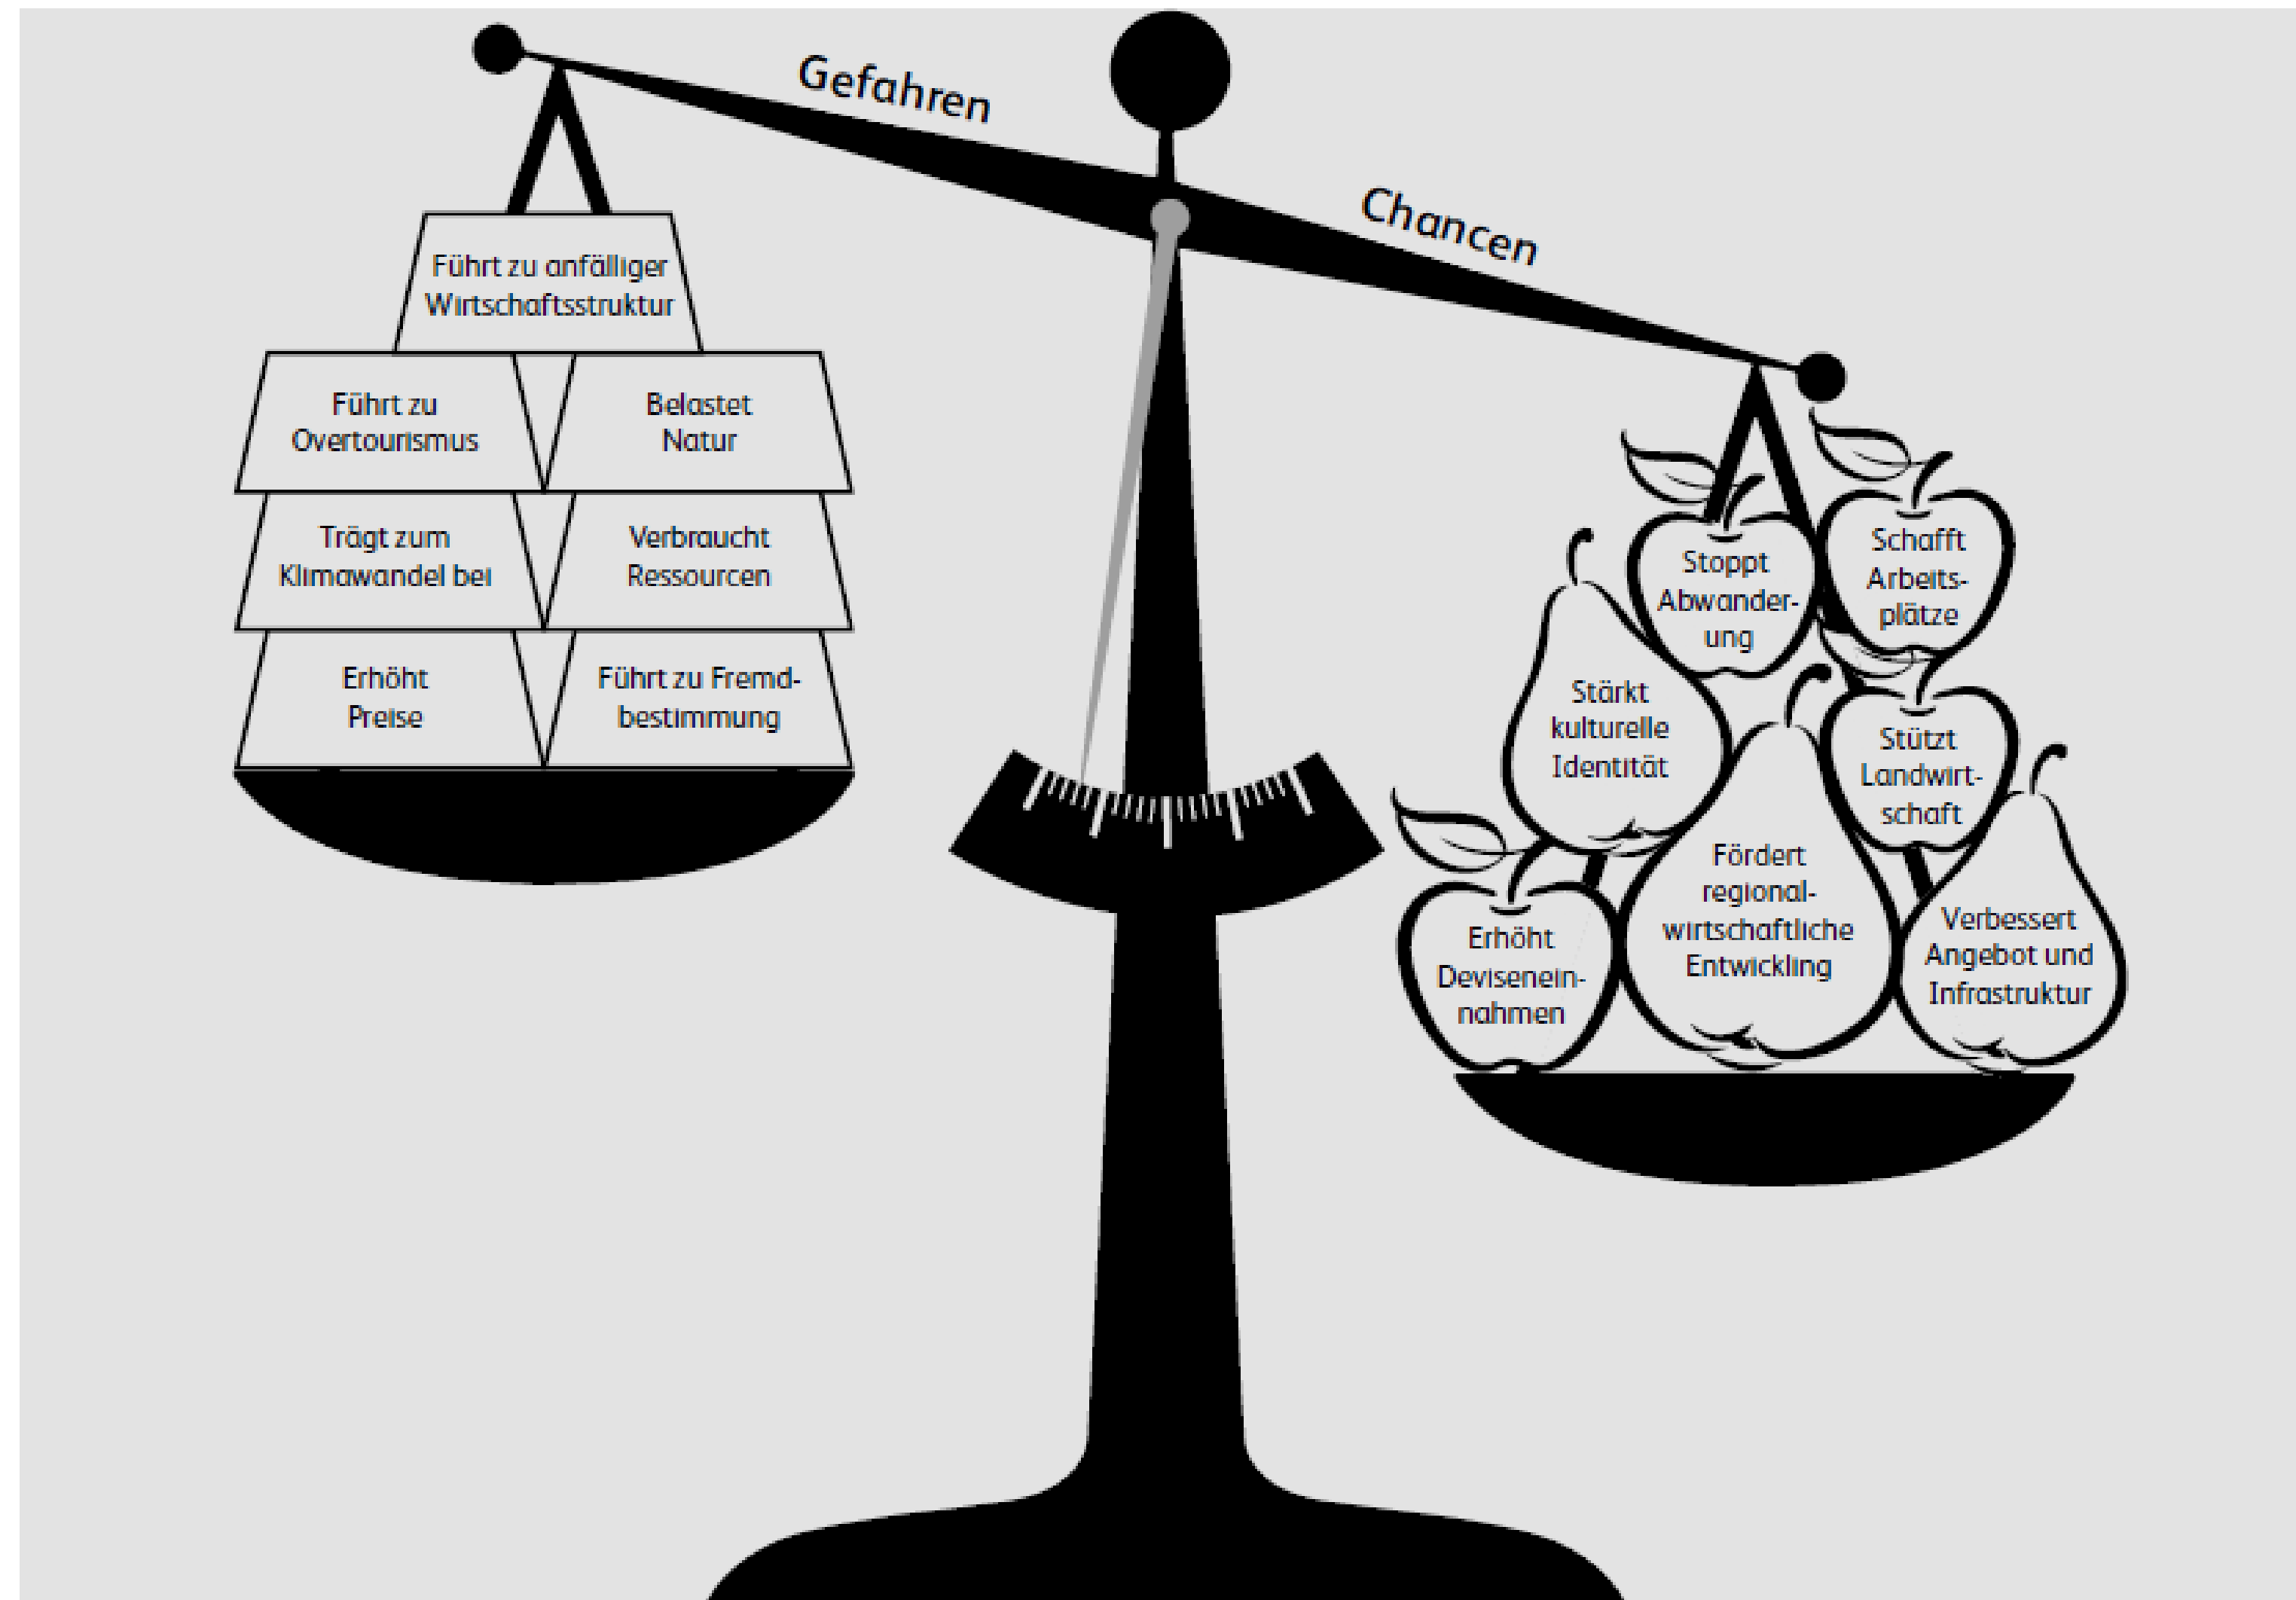 Gefahren
Chancen
Führt zu anfälliger
Wirtschaftsstruktur
Führt zu
Overtourismus
Belastet
Natur
Trägt zum
Klimawandel bei
Verbraucht
Ressourcen
Erhöht
Preise
Führt zu Fremd-
bestimmung
Stoppt
Abwander-
ung
Schafft
Arbeits-
plätze
Stärkt
kulturelle
Identität
Stützt
Landwirt-
schaft
Erhöht
Devisenein-
nahmen
Fördert
regional-
wirtschaftliche
Entwickling
Verbessert
Angebot und
Infrastruktur